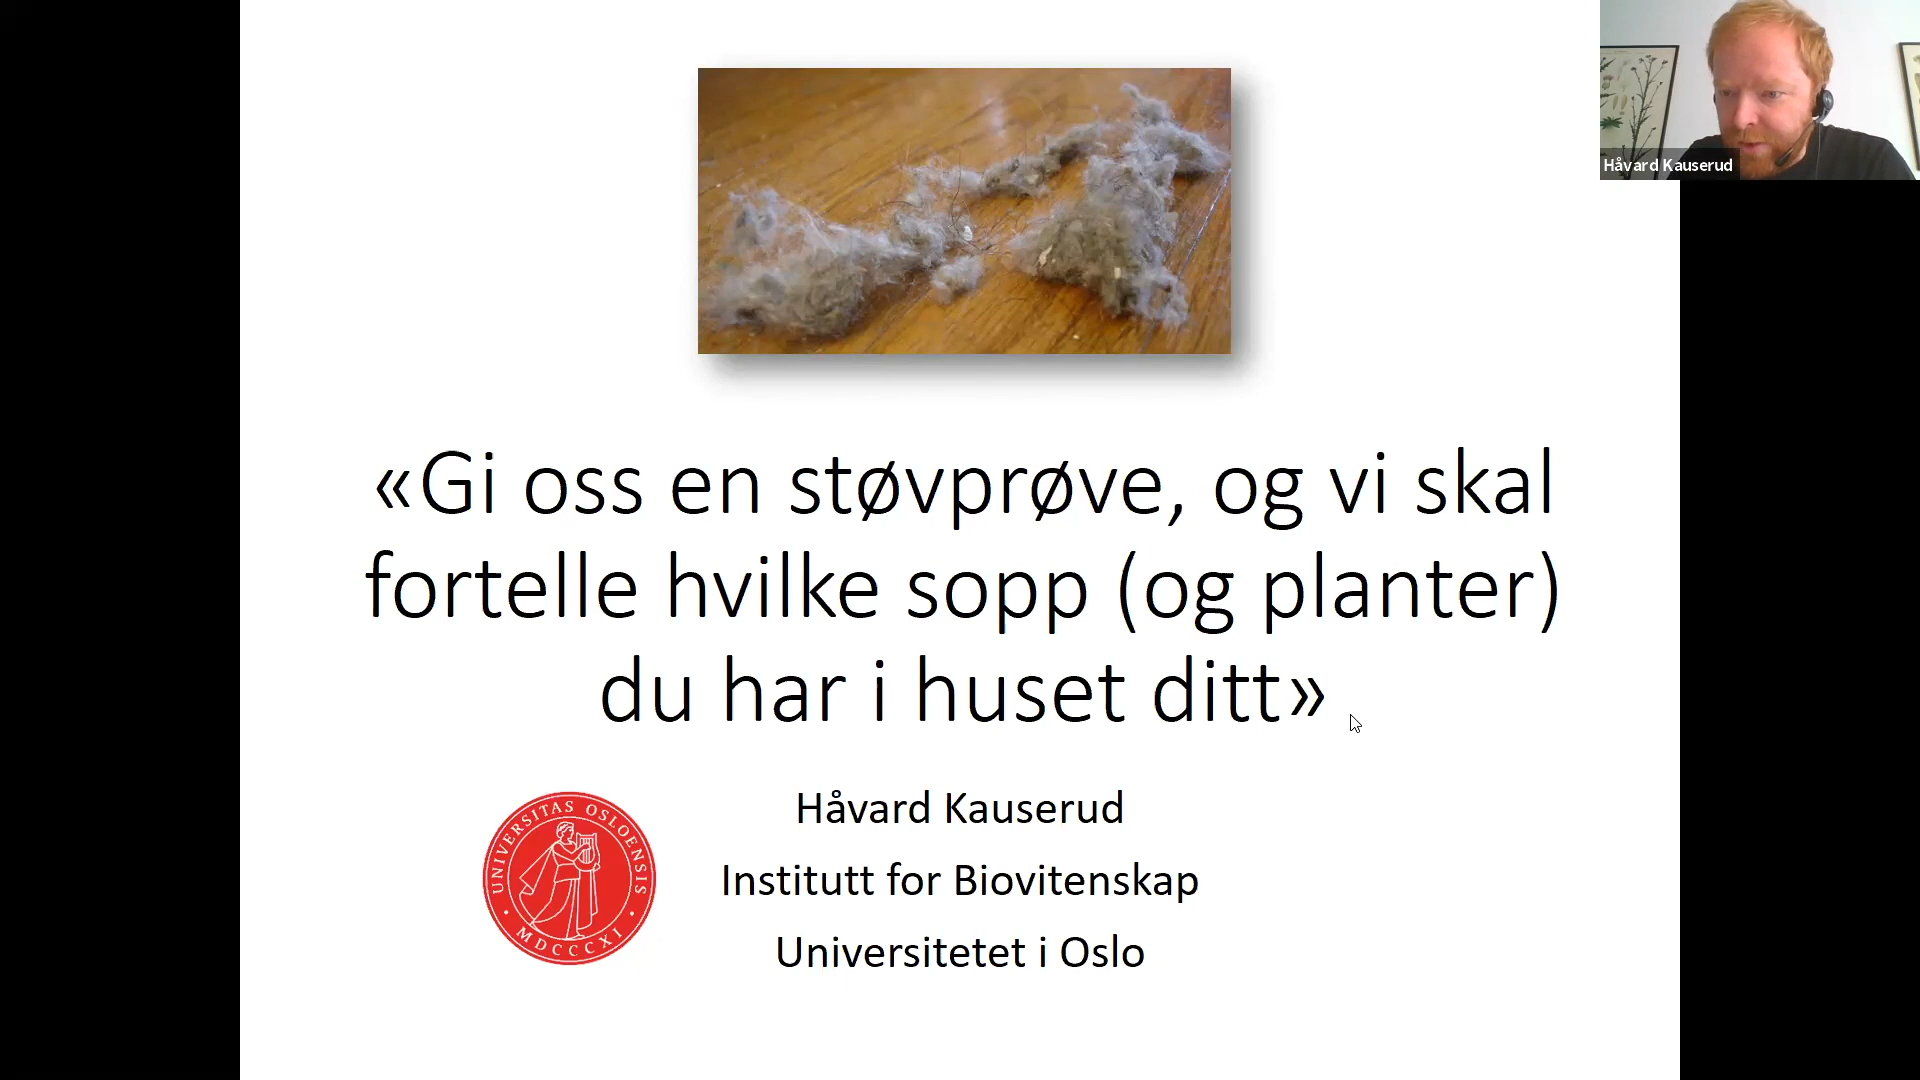 Håvard Kauserud
«Gi oss en støvprøve, og vi skal
fortelle hvilke sopp (og planter)
du har i huset ditt»
Håvard Kauserud
Institutt for Biovitenskap
Universitetet i Oslo
UNIVERSITAS OSLOENSIS
MDCCCXI